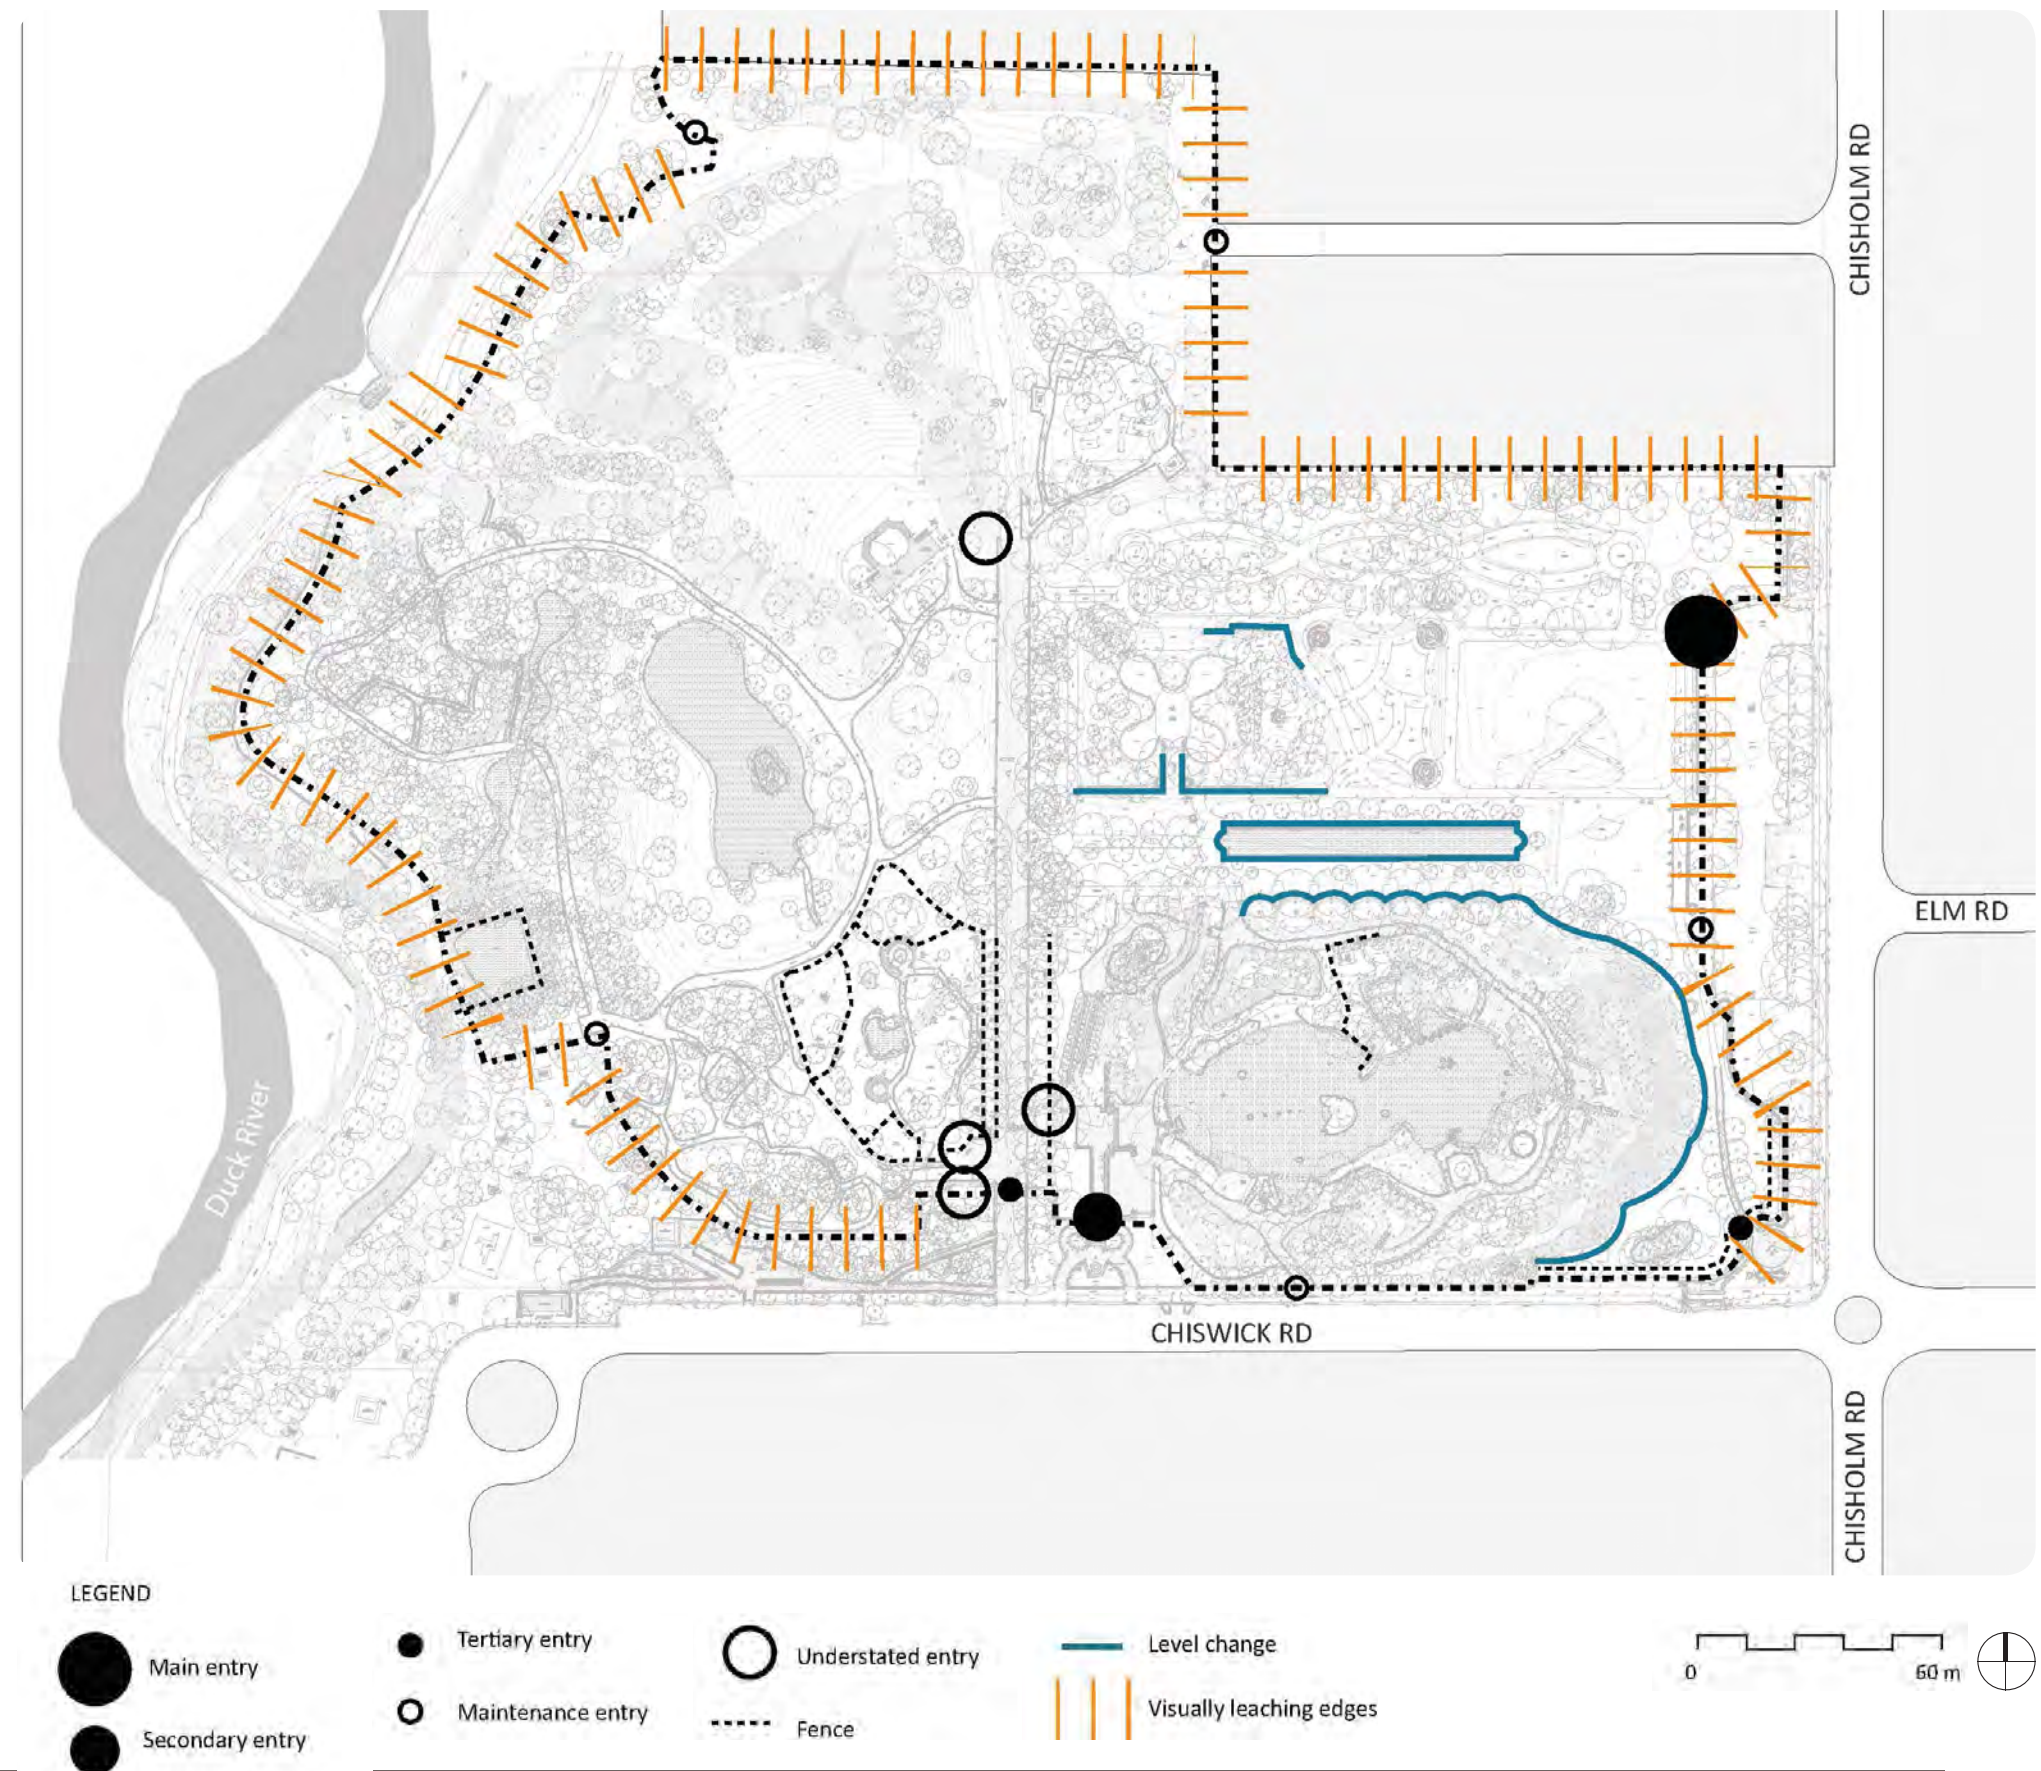 CHISHOLM RD
ELM RD
Duck River
CHISWICK RD
CHISHOLM RD
LEGEND
Main entry
Secondary entry
Tertiary entry
Maintenance entry
Understated entry
Fence
Level change
Visually leaching edges
0
60 m